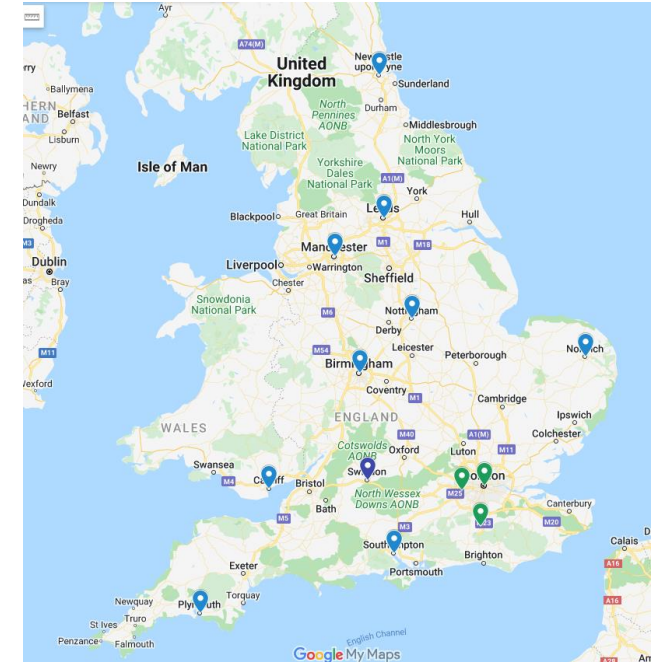 Ayr
A74(M)
United
Kingdom
Newcastle
upon Tyne
Sunderland
Ballymena
North
Pennines
AONB
Durham
Belfast
Lisburn
Middlesbrough
Lake District
National Park
North York
Moors
National Park
Isle of Man
Newry
Yorkshire
Dales
National Park
A1(M)
York
Dundalk
Drogheda
Blackpool
Great Britain
Leeds
Hull
M3
Manchester
M1
M18
Dublin
Liverpool
Warrington
Sheffield
Bray
Chester
Snowdonia
National Park
M6
Nottingham
Derby
M11
M54
Leicester
Peterborough
Norwich
Birmingham
Wexford
Coventry
M1
Cambridge
ENGLAND
Ipswich
WALES
M40
A1(M)
Colchester
Cotswolds
AONB
Oxford
Luton
M11
Swansea
M4
Cardiff
Bristol
Swindon
London
Bath
North Wessex
Downs AONB
M25
Canterbury
M5
M3
M23
M20
Southampton
Calais
Brighton
Portsmouth
A16
Exeter
Torquay
Newquay
Plymouth
A16
St Ives
Truro
Penzance
Falmouth
English Channel
Google My Maps
A28